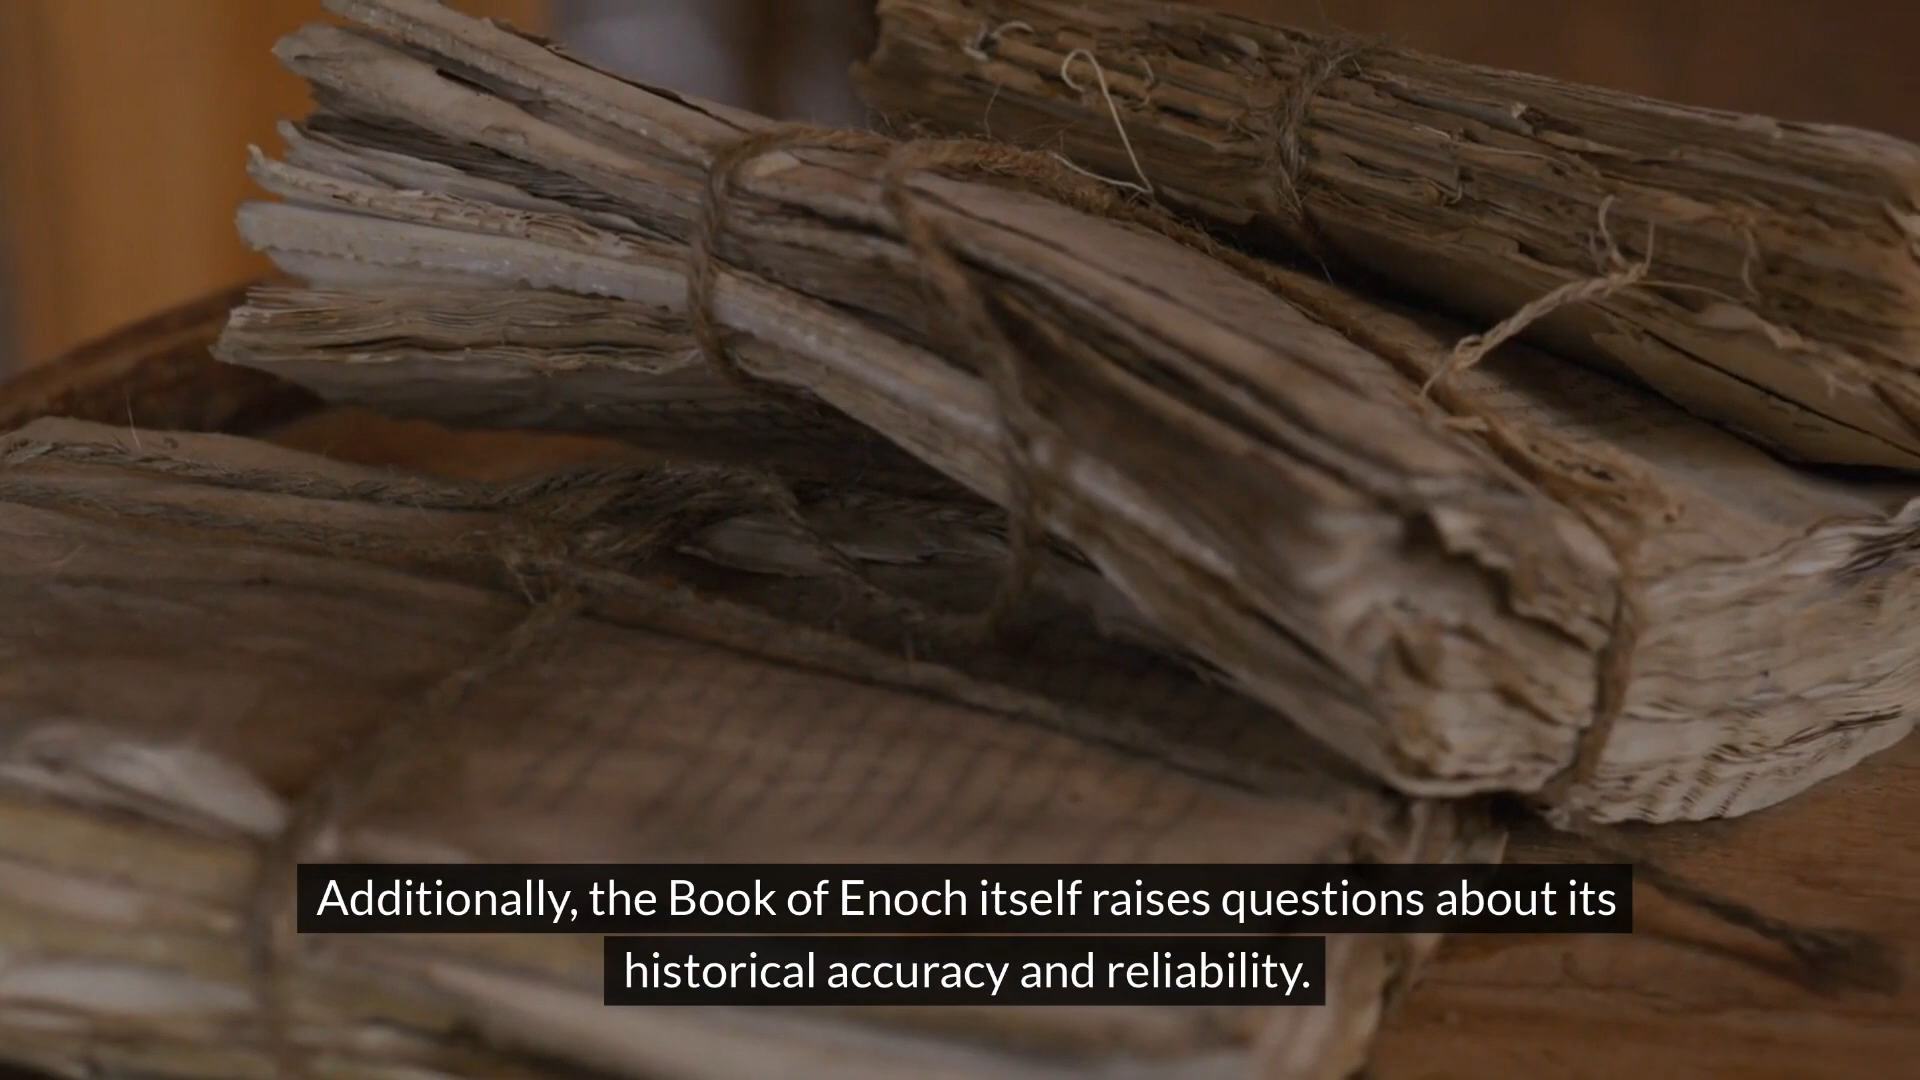 Additionally, the Book of Enoch itself raises questions about its
historical accuracy and reliability.